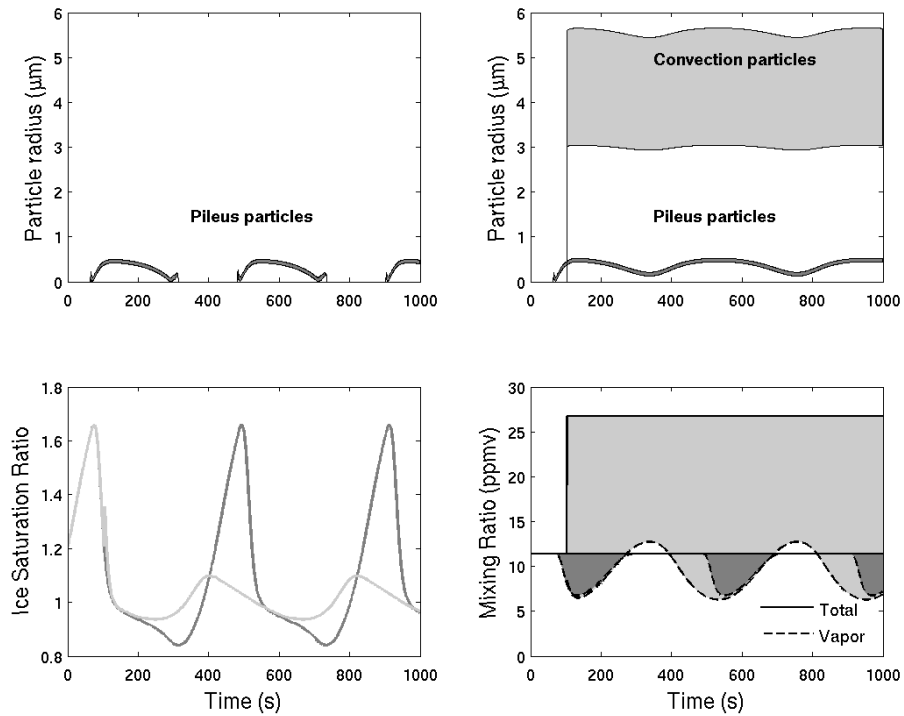 Particle radius (μm)
6
5
4
3
2
1
0
Pileus particles
0 200 400 600 800 1000
Particle radius (μm)
6
5
4
3
2
1
0
Convection particles
Pileus particles
0 200 400 600 800 1000
Ice Saturation Ratio
1.8
1.6
1.4
1.2
1
0.8
0 200 400 600 800 1000
Time (s)
Mixing Ratio (ppmv)
30
25
20
15
10
5
0
Total
Vapor
0 200 400 600 800 1000
Time (s)